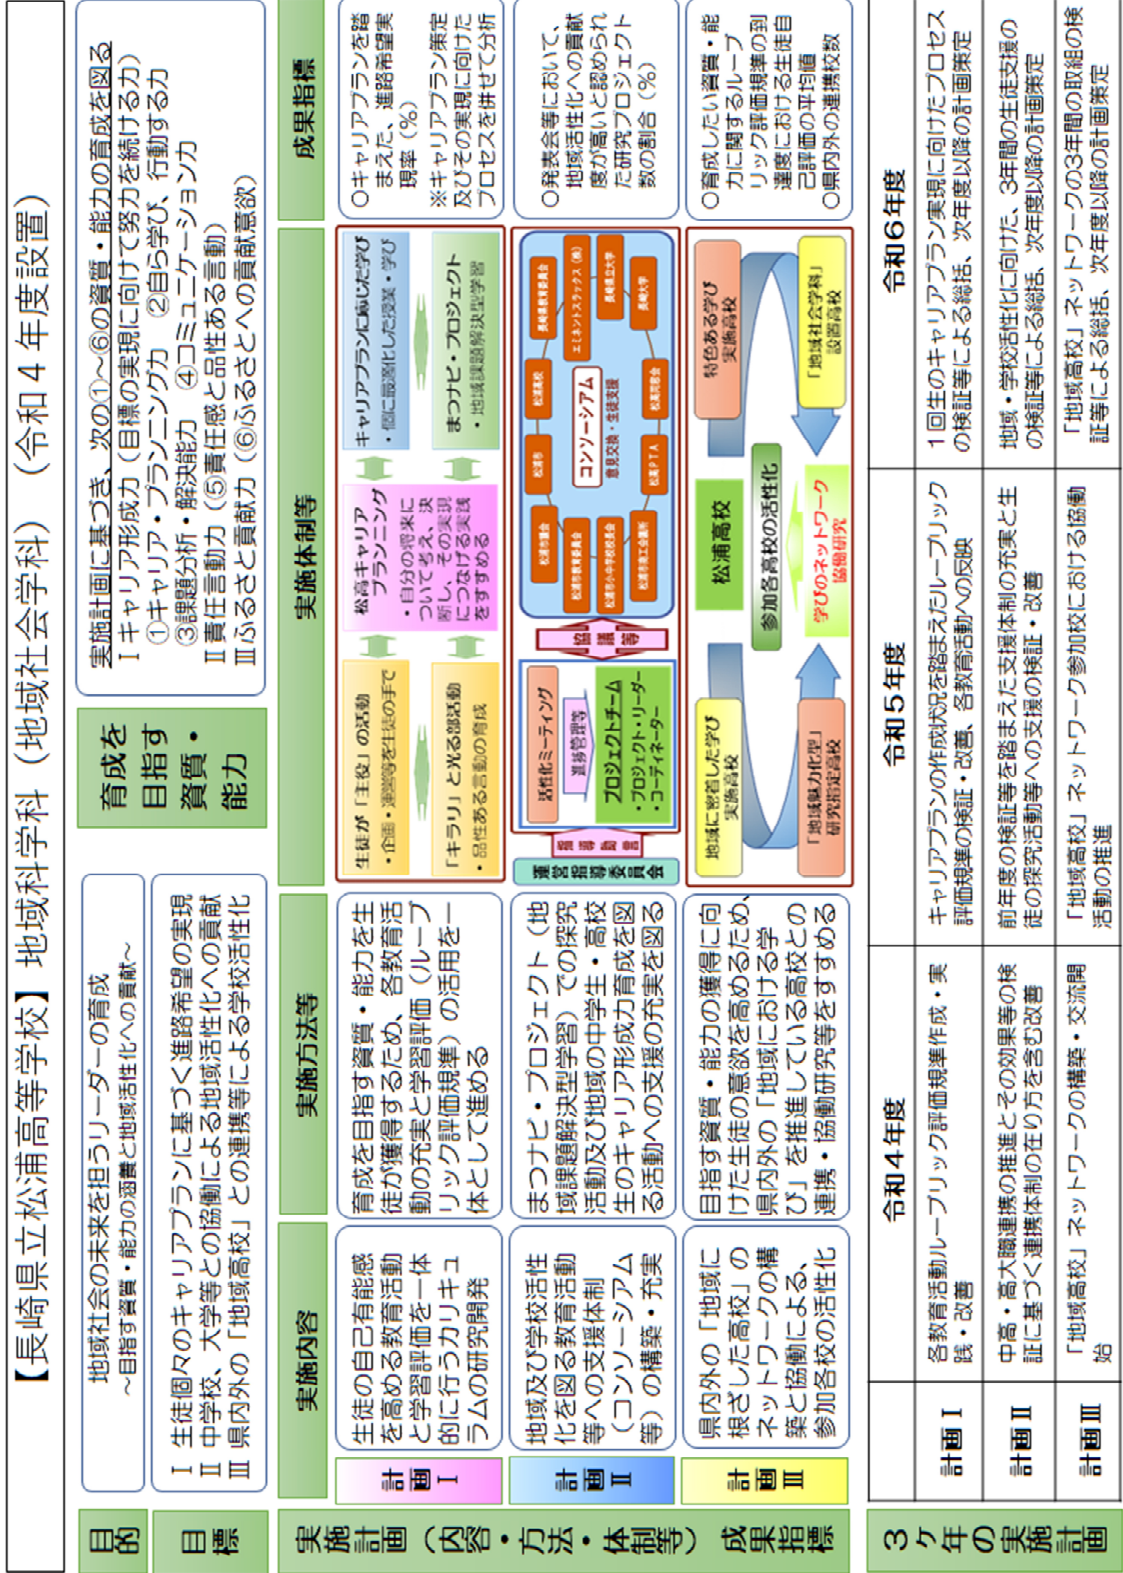 【長崎県立松浦高等学校】地域科学科（地域社会学科）（令和４年度設置）
目的
地域社会の未来を担うリーダーの育成
～目指す資質・能力の涵養と地域活性化への貢献～
目標
Ⅰ 生徒個々のキャリアプランに基づく進路希望の実現
Ⅱ 中学校、大学等との協働による地域活性化への貢献
Ⅲ 県内外の「地域高校」との連携等による学校活性化
育成を
目指す
資質・
能力
実施計画に基づき、次の①～⑥の資質・能力の育成を図る
Ⅰキャリア形成力（目標の実現に向けて努力を続ける力）
①キャリア・プランニング力 ②自ら学び、行動する力
③課題分析・解決能力 ④コミュニケーション力
Ⅱ責任言動力（⑤責任感と品性ある言動）
Ⅲふるさと貢献力（⑥ふるさとへの貢献意欲）
実施計画（内容・方法・体制等）成果指標
実施内容
実施方法等
実施体制等
成果指標
計画Ⅰ
生徒の自己有能感
を高める教育活動
と学習評価を一体
的に行うカリキュ
ラムの研究開発
育成を目指す資質・能力を生
徒が獲得するため、各教育活
動の充実と学習評価（ルーブ
リック評価規準）の活用を一
体として進める
生徒が「主役」の活動
・企画・運営等を生徒の手で
「キラリ」と光る部活動
・品性ある言動の育成
松高キャリア
プランニング
・自分の将来に
ついて考え、決
断し、その実現
につなげる実践
をすすめる
キャリアプランに応じた学び
・個に最適化した授業・学び
まつナビ・プロジェクト
・地域課題解決型学習
○キャリアプランを踏
まえた、進路希望実
現率（％）
※キャリアプラン策定
及びその実現に向けた
プロセスを併せて分析
計画Ⅱ
地域及び学校活性
化を図る教育活動
等への支援体制
（コンソーシアム
等）の構築・充実
まつナビ・プロジェクト（地
域課題解決型学習）での探究
活動及び地域の中学生・高校
生のキャリア形成力育成を図
る活動への支援の充実を図る
運営指導委員会
指導助言
活性化ミーティング
進捗管理等
プロジェクトチーム
・プロジェクト・リーダー
・コーディネーター
協議等
コンソーシアム
意見交換・生徒支援
松浦市議会
松浦市
松浦高校
長崎県教育委員会
エミネントスラックス（株）
長崎県立大学
長崎大学
松高同窓会
松高ＰＴＡ
松浦市商工会議所
松浦市小中学校校長会
松浦市教育委員会
○発表会等において、
地域活性化への貢献
度が高いと認められ
た研究プロジェクト
数の割合（％）
計画Ⅲ
県内外の「地域に
根ざした高校」の
ネットワークの構
築と協働による、
参加各校の活性化
目指す資質・能力の獲得に向
けた生徒の意欲を高めるため、
県内外の「地域における学
び」を推進している高校との
連携・協働研究等をすすめる
地域に密着した学び
実施高校
「地域魅力化型」
研究指定高校
松浦高校
参加各高校の活性化
学びのネットワーク
協働研究
特色ある学び
実施高校
「地域社会学科」
設置高校
○育成したい資質・能
力に関するルーブ
リック評価規準の到
達度における生徒自
己評価の平均値
○県内外の連携校数
３ケ年の実施計画
令和４年度
令和５年度
令和６年度
計画Ⅰ
各教育活動ルーブリック評価規準作成・実
践・改善
キャリアプランの作成状況を踏まえたルーブリック
評価規準の検証・改善、各教育活動への反映
１回生のキャリアプラン実現に向けたプロセス
の検証等による総括、次年度以降の計画策定
計画Ⅱ
中高・高大職連携の推進とその効果等の検
証に基づく連携体制の在り方を含む改善
前年度の検証等を踏まえた支援体制の充実と生
徒の探究活動等への支援の検証・改善
地域・学校活性化に向けた、3年間の生徒支援の
の検証等による総括、次年度以降の計画策定
計画Ⅲ
「地域高校」ネットワークの構築・交流開
始
「地域高校」ネットワーク参加校における協働
活動の推進
「地域高校」ネットワークの3年間の取組の検
証等による総括、次年度以降の計画策定